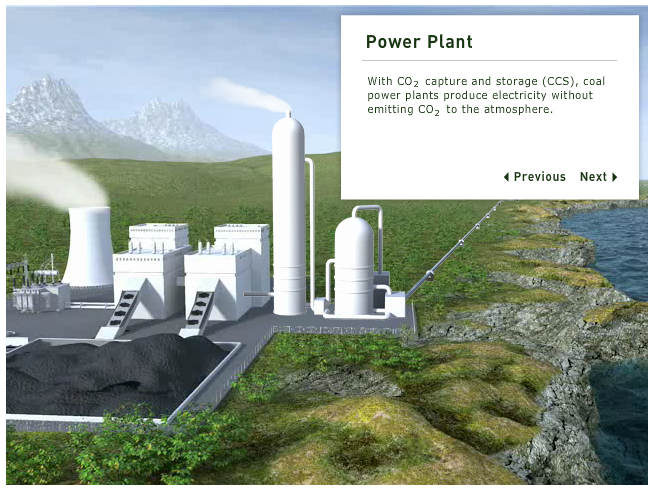 Power Plant
With CO₂ capture and storage (CCS), coal
power plants produce electricity without
emitting CO₂ to the atmosphere.
Previous Next